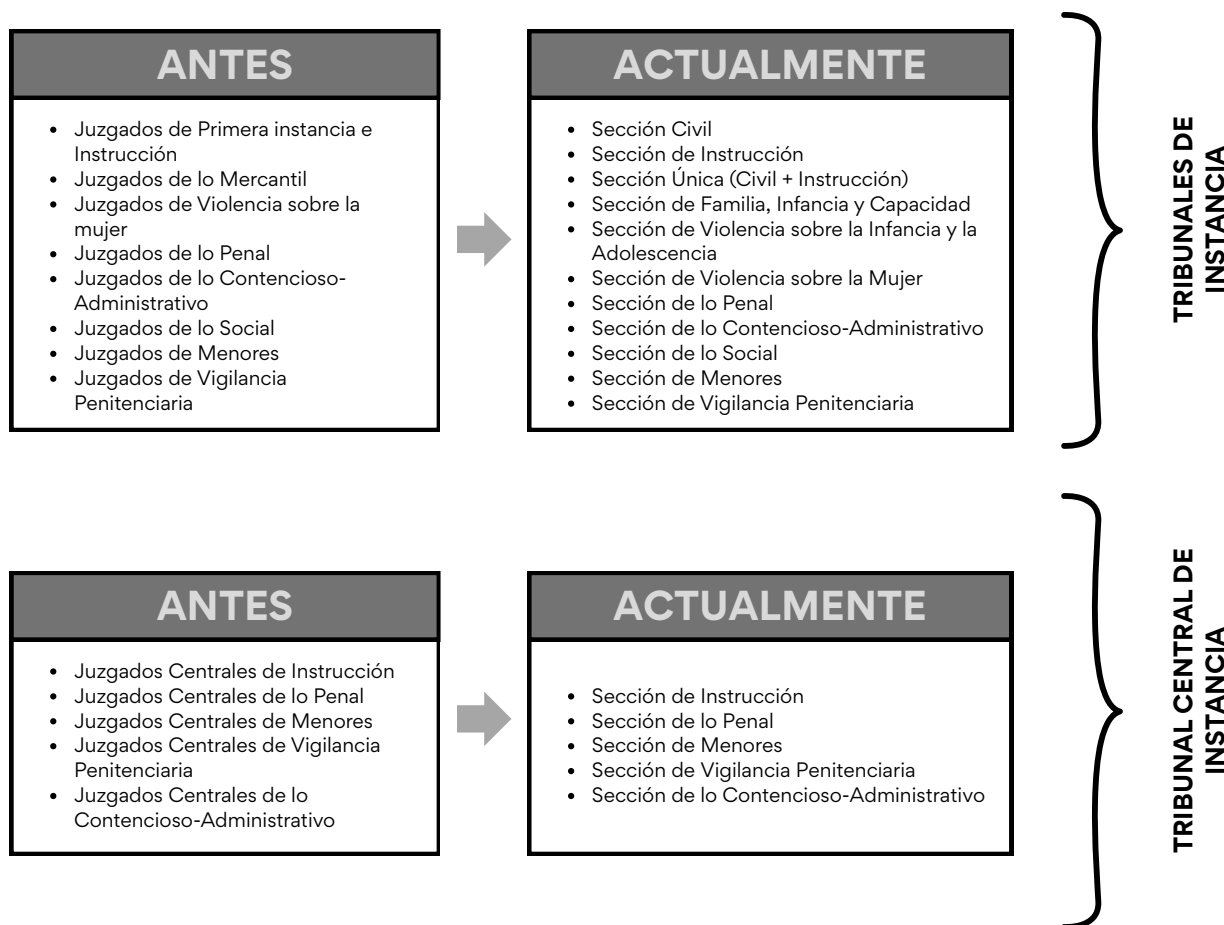 ANTES
Juzgados de Primera instancia e
Instrucción
Juzgados de lo Mercantil
Juzgados de Violencia sobre la
mujer
Juzgados de lo Penal
Juzgados de lo Contencioso-
Administrativo
Juzgados de lo Social
Juzgados de Menores
Juzgados de Vigilancia
Penitenciaria
ACTUALMENTE
Sección Civil
Sección de Instrucción
Sección Única (Civil + Instrucción)
Sección de Familia, Infancia y Capacidad
Sección de Violencia sobre la Infancia y la
Adolescencia
Sección de Violencia sobre la Mujer
Sección de lo Penal
Sección de lo Contencioso-Administrativo
Sección de lo Social
Sección de Menores
Sección de Vigilancia Penitenciaria
TRIBUNALES DE
INSTANCIA
ANTES
Juzgados Centrales de Instrucción
Juzgados Centrales de lo Penal
Juzgados Centrales de Menores
Juzgados Centrales de Vigilancia
Penitenciaria
Juzgados Centrales de lo
Contencioso-Administrativo
ACTUALMENTE
Sección de Instrucción
Sección de lo Penal
Sección de Menores
Sección de Vigilancia Penitenciaria
Sección de lo Contencioso-Administrativo
TRIBUNAL CENTRAL DE
INSTANCIA